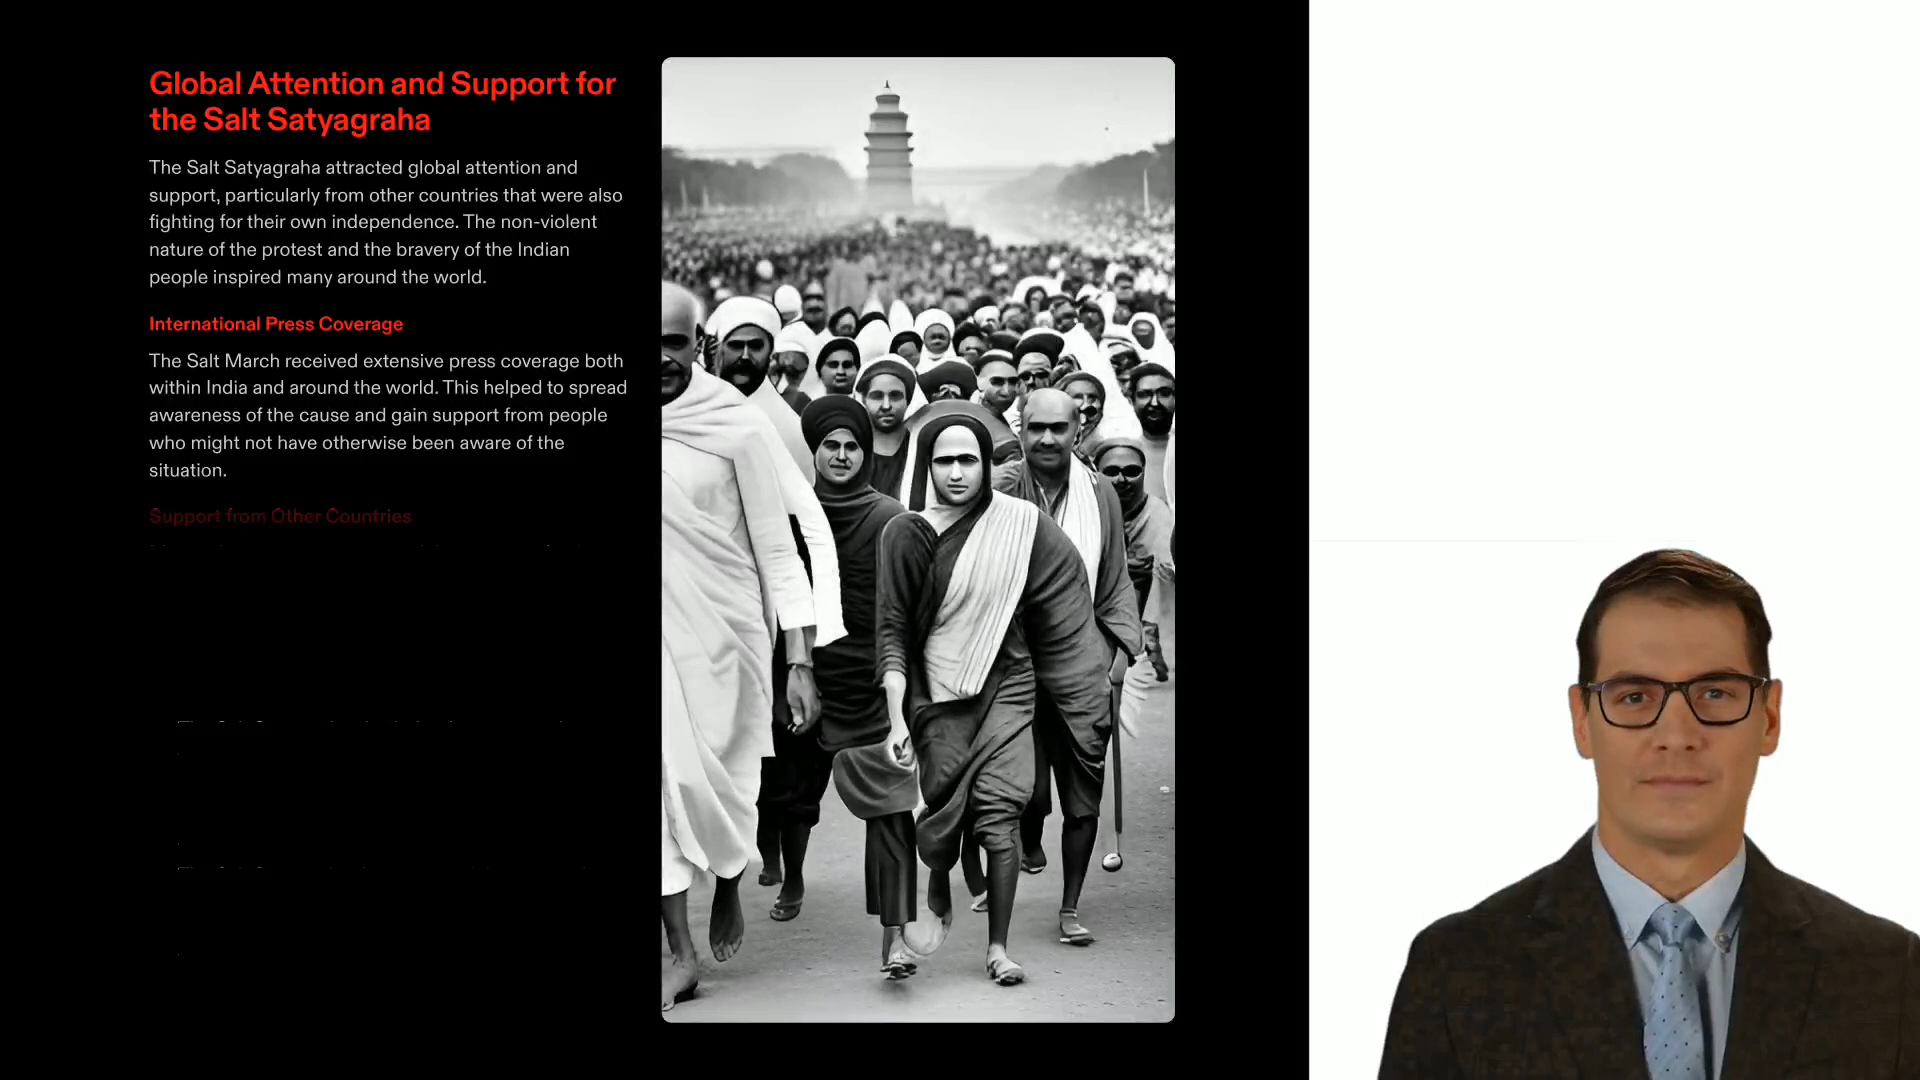 Global Attention and Support for
the Salt Satyagraha
The Salt Satyagraha attracted global attention and
support, particularly from other countries that were also
fighting for their own independence. The non-violent
nature of the protest and the bravery of the Indian
people inspired many around the world.
International Press Coverage
The Salt March received extensive press coverage both
within India and around the world. This helped to spread
awareness of the cause and gain support from people
who might not have otherwise been aware of the
situation.
Support from Other Countries